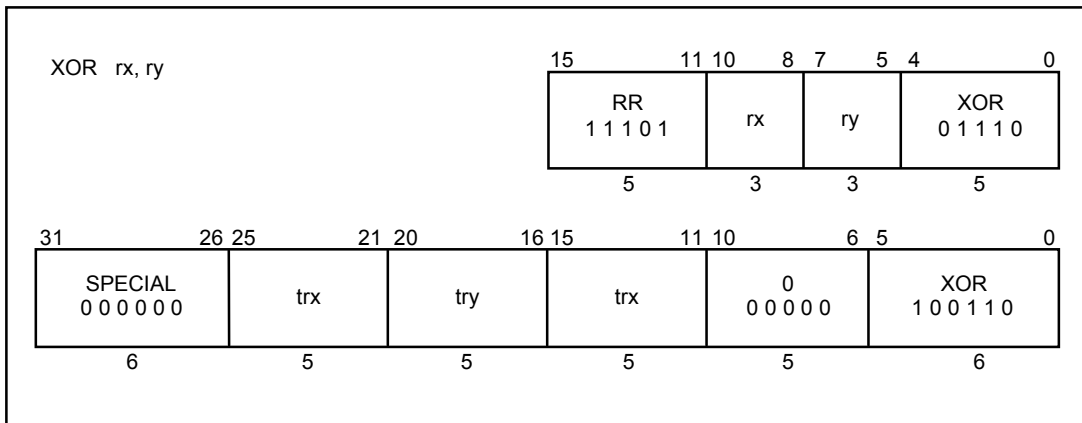 XOR rx, ry
15 11 10 8 7 5 4 0
RR rx ry XOR
1 1 1 0 1 0 1 1 1 0
5 3 3 5
31 26 25 21 20 16 15 11 10 6 5 0
SPECIAL trx try trx 0 XOR
0 0 0 0 0 0 0 0 0 0 0 1 0 0 1 1 0
6 5 5 5 5 6